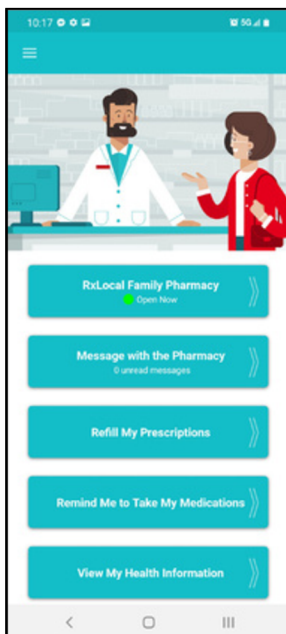 10:17
5G
RxLocal Family Pharmacy
Open Now
Message with the Pharmacy
0 unread messages
Refill My Prescriptions
Remind Me to Take My Medications
View My Health Information